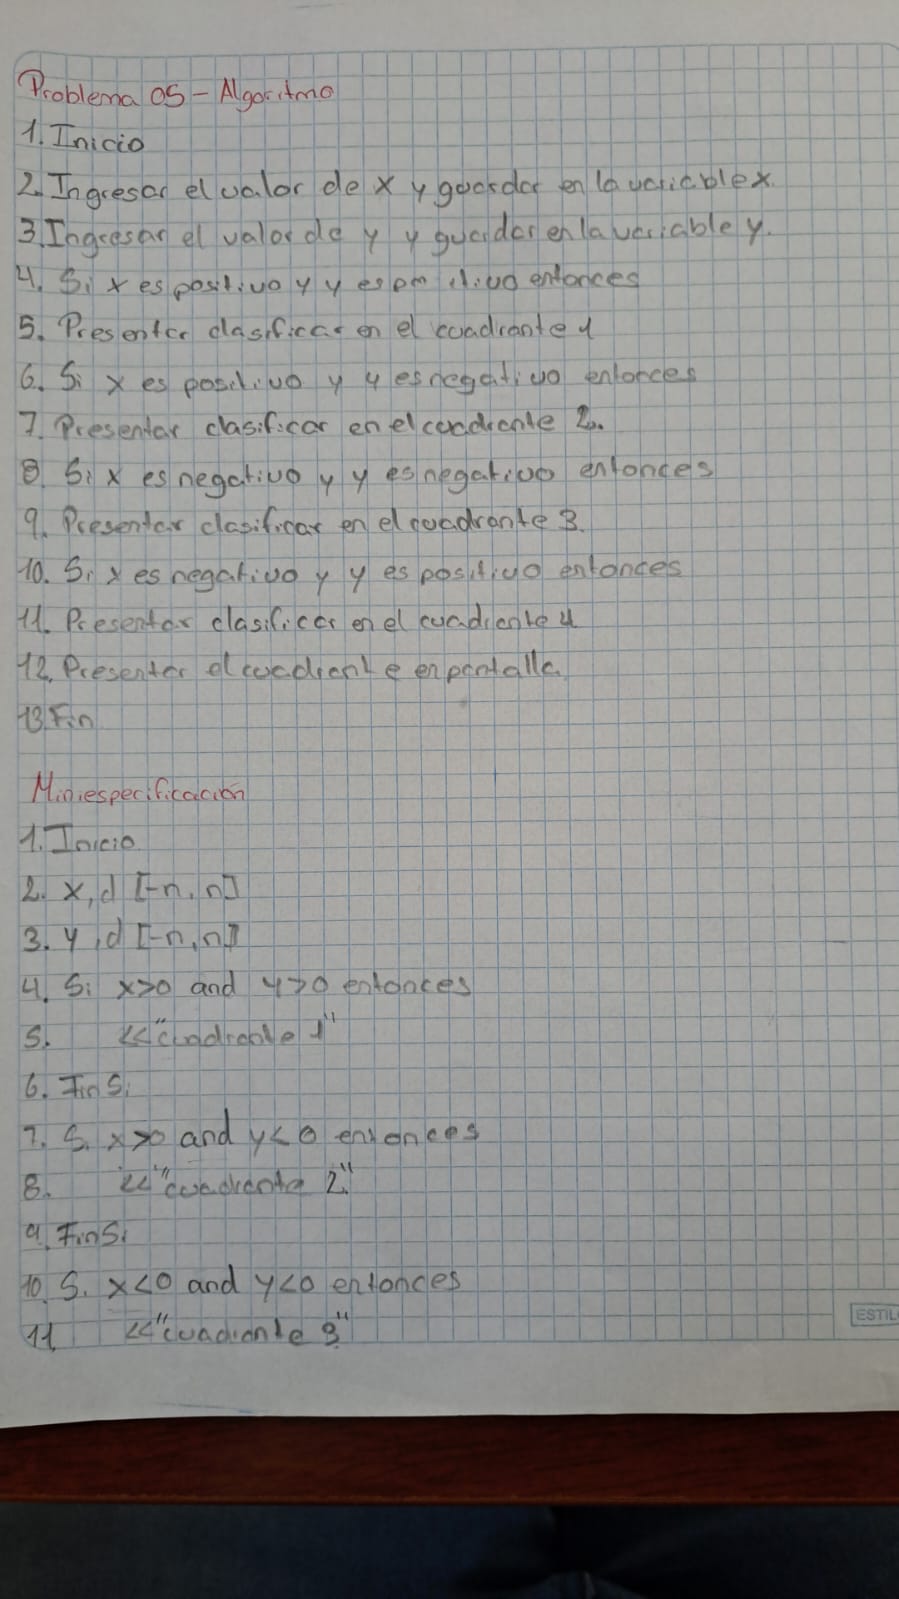 Problema 05 - Algoritmo
1. Inicio
2. Ingresar el valor de x y guardar en la variable x.
3. Ingresar el valor de y y guardar en la variable y.
4. Si x es positivo y y es positivo entonces
5. Presentar clasificar en el cuadrante 1
6. Si x es positivo y y es negativo entonces
7. Presentar clasificar en el cuadrante 2.
8. Si x es negativo y y es negativo entonces
9. Presentar clasificar en el cuadrante 3.
10. Si x es negativo y y es positivo entonces
11. Presentar clasificar en el cuadrante 4
12. Presentar el cuadrante en pantalla.
13. Fin
Miniespecificación
1. Inicio
2. x, d [-n, n]
3. y, d [-n, n]
4. Si x>0 and y>0 entonces
5. <<"cuadrante 1"
6. Fin Si
7. Si x>0 and y<0 entonces
8. <<"cuadrante 2."
9. Fin Si
10. Si x<0 and y<0 entonces
11 <<"cuadrante 3."
ESTIL